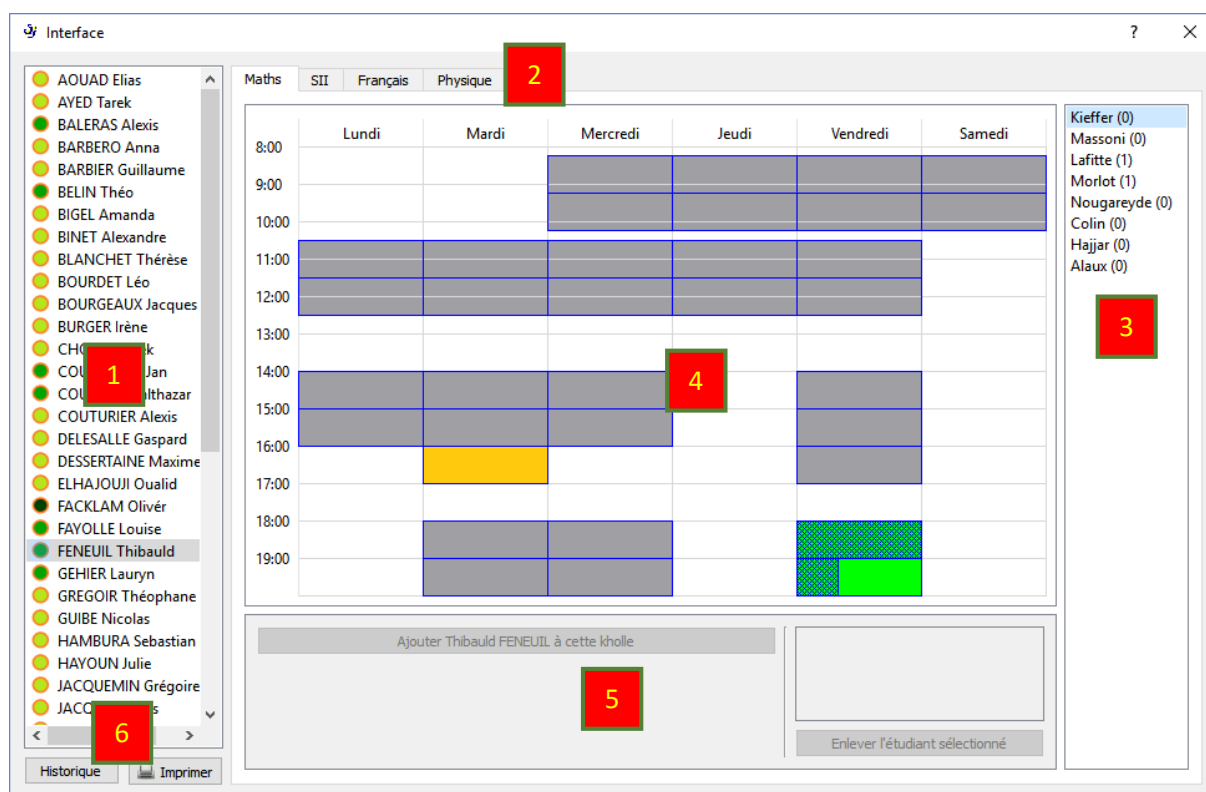 Interface
?
AOUAD Elias
AYED Tarek
BALERAS Alexis
BARBERO Anna
BARBIER Guillaume
BELIN Théo
BIGEL Amanda
BINET Alexandre
BLANCHET Thérèse
BOURDET Léo
BOURGEAUX Jacques
BURGER Irène
Jan
COUTURIER Alexis
DELESALLE Gaspard
DESSERTAINE Maxime
ELHAJOUJI Oualid
FACKLAM Olivér
FAYOLLE Louise
FENEUIL Thibauld
GEHIER Lauryn
GREGOIR Théophane
GUIBE Nicolas
HAMBURA Sebastian
HAYOUN Julie
JACQUEMIN Grégoire
1
6
Historique
Imprimer
Maths SII Français Physique
2
Lundi Mardi Mercredi Jeudi Vendredi Samedi
8:00
9:00
10:00
11:00
12:00
13:00
14:00
15:00
16:00
17:00
18:00
19:00
4
Ajouter Thibauld FENEUIL à cette kholle
5
Enlever l'étudiant sélectionné
Kieffer (0)
Massoni (0)
Lafitte (1)
Morlot (1)
Nougareyde (0)
Colin (0)
Hajjar (0)
Alaux (0)
3